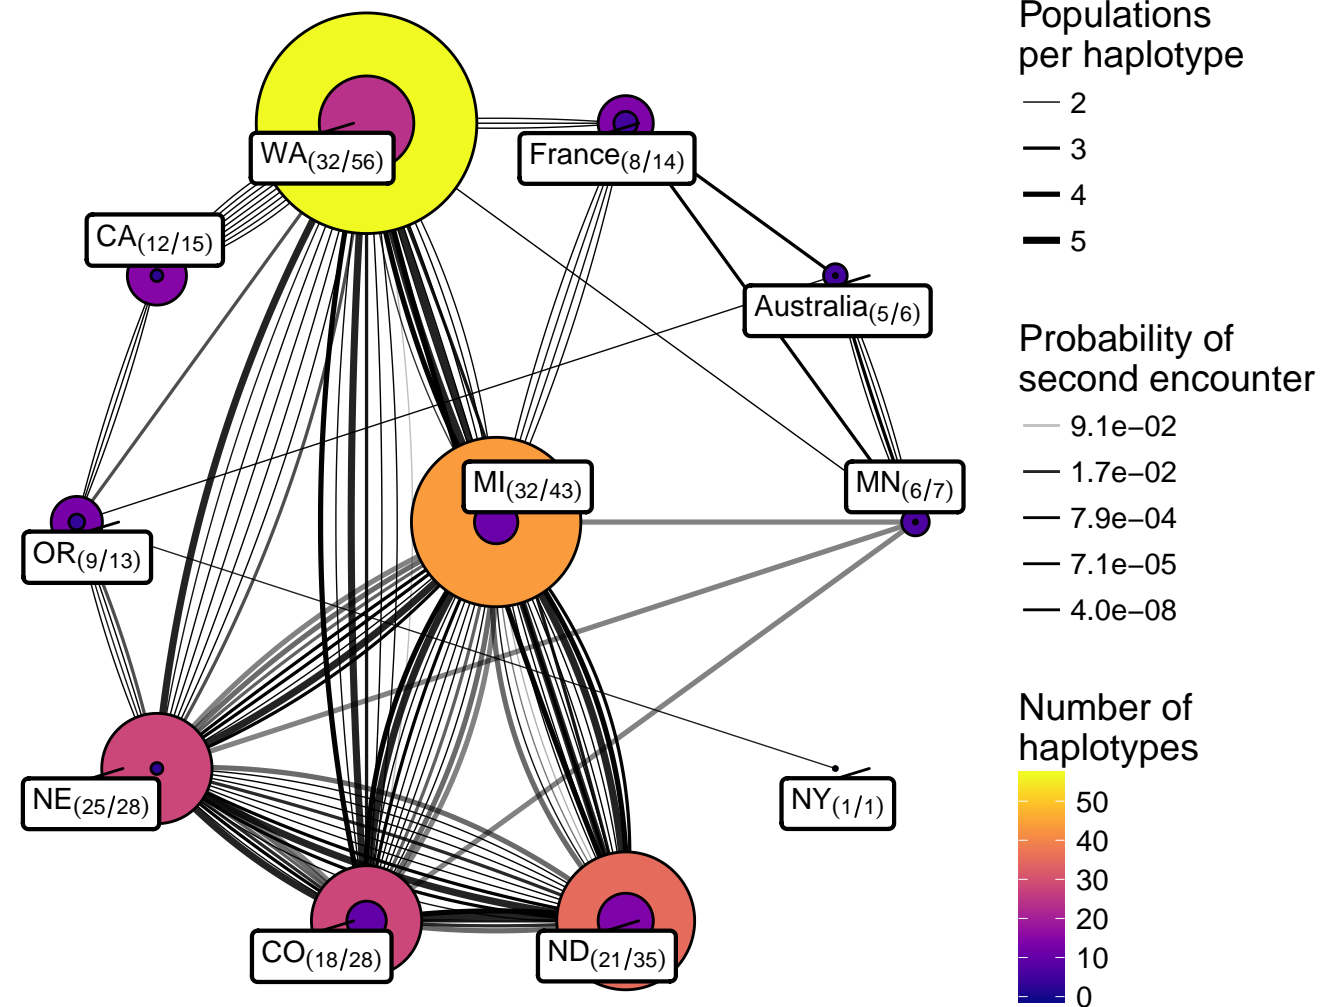 WA(32/56)
France(8/14)
CA(12/15)
Australia(5/6)
MI(32/43)
MN(6/7)
OR(9/13)
NE(25/28)
NY(1/1)
CO(18/28)
ND(21/35)
Populations
per haplotype
2
3
4
5
Probability of
second encounter
9.1e−02
1.7e−02
7.9e−04
7.1e−05
4.0e−08
Number of
haplotypes
50
40
30
20
10
0